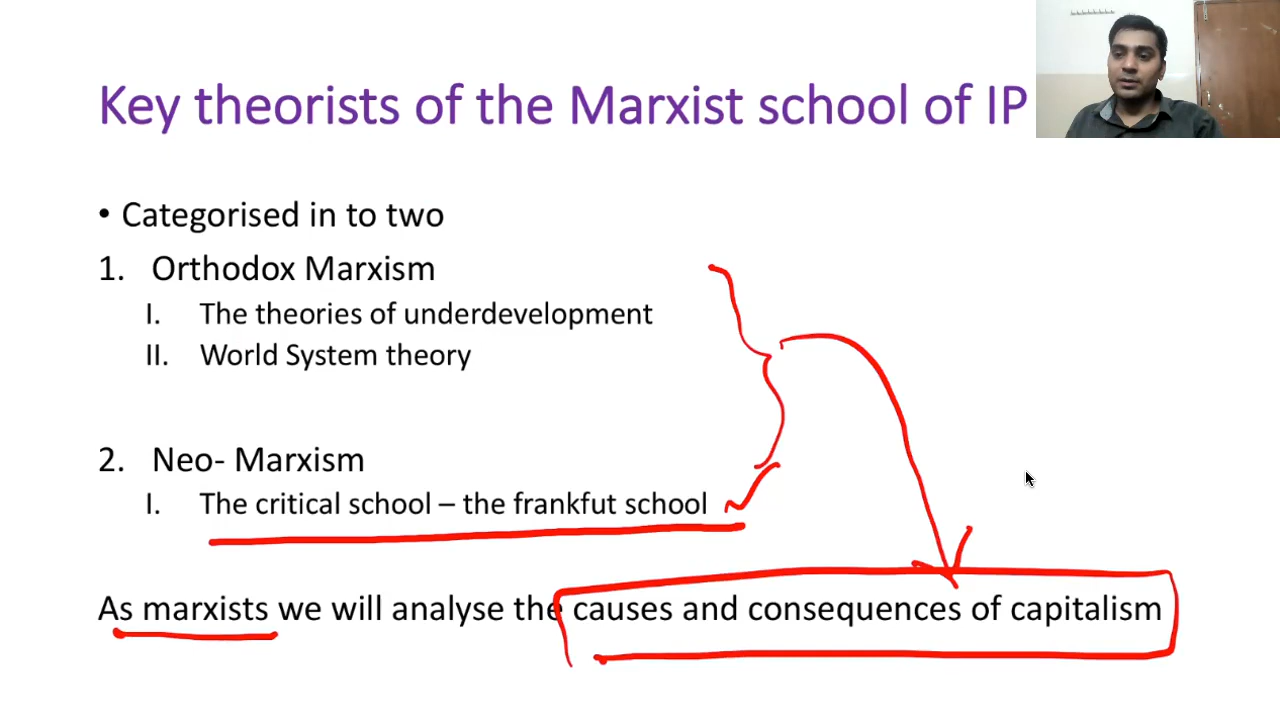 Key theorists of the Marxist school of IP
• Categorised in to two
1. Orthodox Marxism
I. The theories of underdevelopment
II. World System theory
2. Neo- Marxism
I. The critical school – the frankfut school
As marxists we will analyse the causes and consequences of capitalism